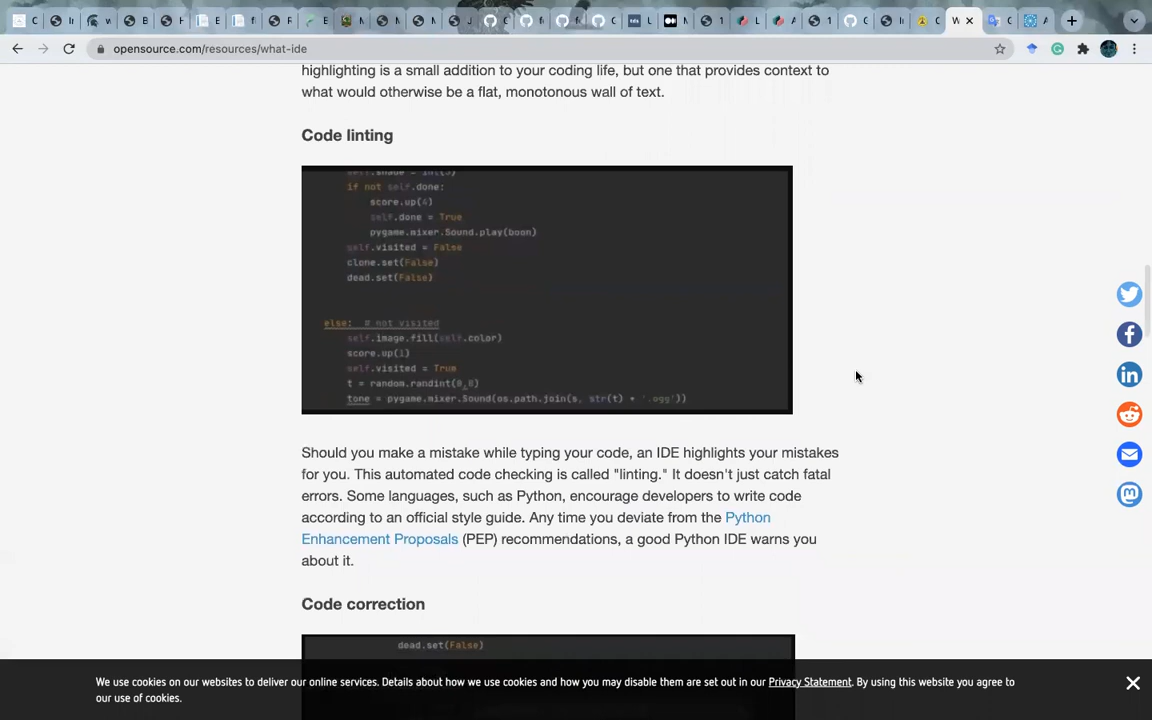 opensource.com/resources/what-ide
highlighting is a small addition to your coding life, but one that provides context to
what would otherwise be a flat, monotonous wall of text.
Code linting
if not self.done:
score.up(4)
self.done = True
pygame.mixer.Sound.play(boon)
self.visited = False
clone.set(False)
dead.set(False)
else: # not visited
self.image.fill(self.color)
score.up(1)
self.visited = True
t = random.randint(0,8)
tone = pygame.mixer.Sound(os.path.join(s, str(t) + '.ogg'))
Should you make a mistake while typing your code, an IDE highlights your mistakes
for you. This automated code checking is called "linting." It doesn't just catch fatal
errors. Some languages, such as Python, encourage developers to write code
according to an official style guide. Any time you deviate from the Python
Enhancement Proposals (PEP) recommendations, a good Python IDE warns you
about it.
Code correction
dead.set(False)
We use cookies on our websites to deliver our online services. Details about how we use cookies and how you may disable them are set out in our Privacy Statement. By using this website you agree to
our use of cookies.